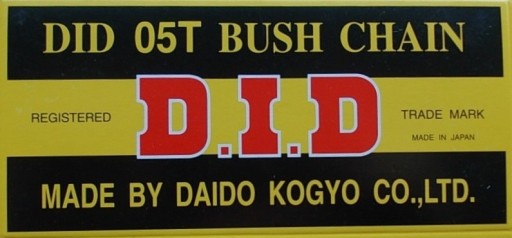 DID 05T BUSH CHAIN
REGISTERED
D.I.D
TRADE MARK
MADE IN JAPAN
MADE BY DAIDO KOGYO CO.,LTD.